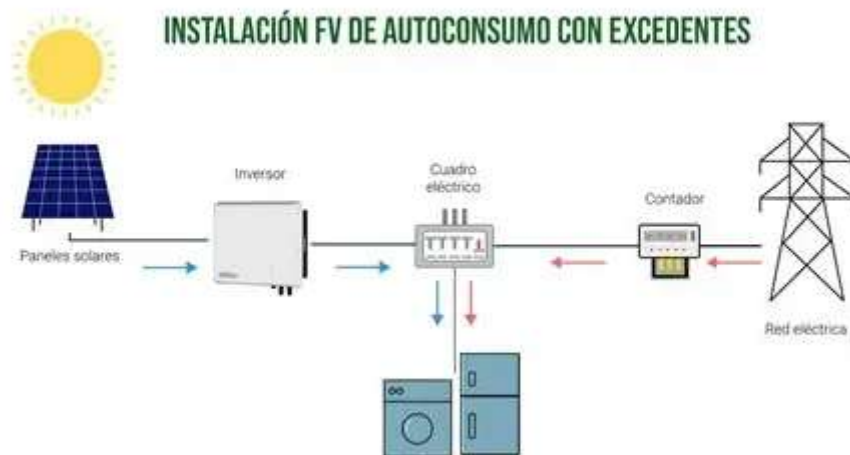 INSTALACIÓN FV DE AUTOCONSUMO CON EXCEDENTES
Inversor
Cuadro
eléctrico
Contador
Paneles solares
Red eléctrica